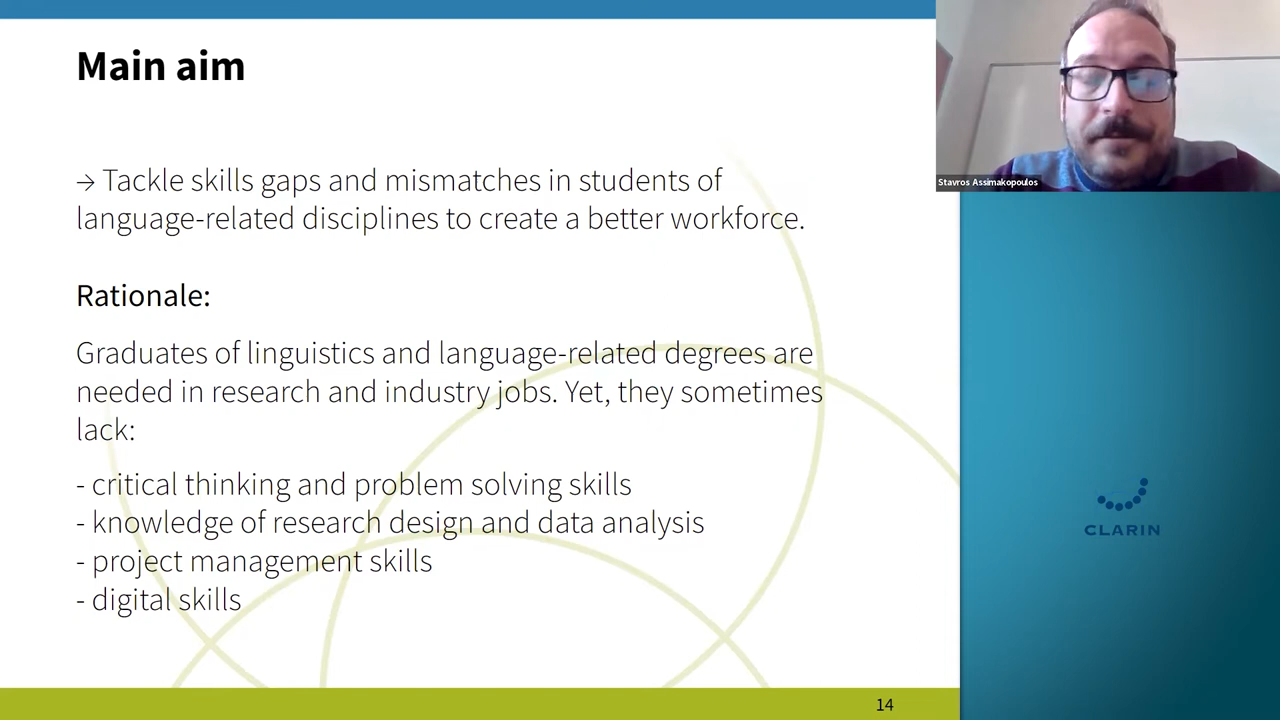 Main aim
→ Tackle skills gaps and mismatches in students of
language-related disciplines to create a better workforce.
Rationale:
Graduates of linguistics and language-related degrees are
needed in research and industry jobs. Yet, they sometimes
lack:
- critical thinking and problem solving skills
- knowledge of research design and data analysis
- project management skills
- digital skills
14
Stavros Assimakopoulos
CLARIN